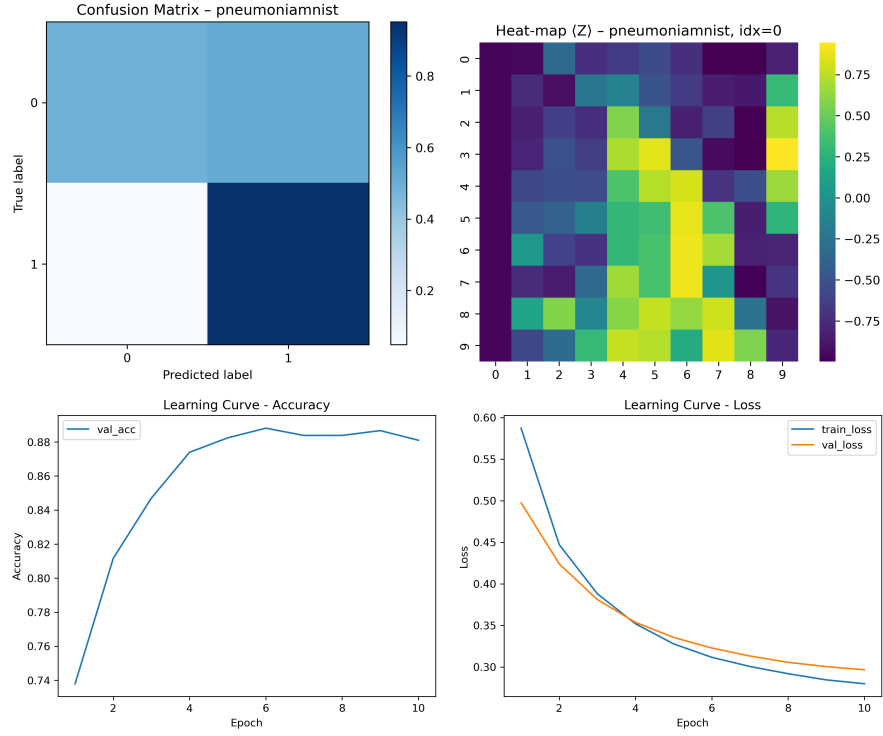 Confusion Matrix – pneumoniamnist
0
1
True label
0
1
Predicted label
0.8
0.6
0.4
0.2
Heat-map ⟨Z⟩ – pneumoniamnist, idx=0
0
1
2
3
4
5
6
7
8
9
0 1 2 3 4 5 6 7 8 9
0.75
0.50
0.25
0.00
−0.25
−0.50
−0.75
Learning Curve - Accuracy
val_acc
0.88
0.86
0.84
0.82
0.80
0.78
0.76
0.74
Accuracy
2 4 6 8 10
Epoch
Learning Curve - Loss
train_loss
val_loss
0.60
0.55
0.50
0.45
0.40
0.35
0.30
Loss
2 4 6 8 10
Epoch